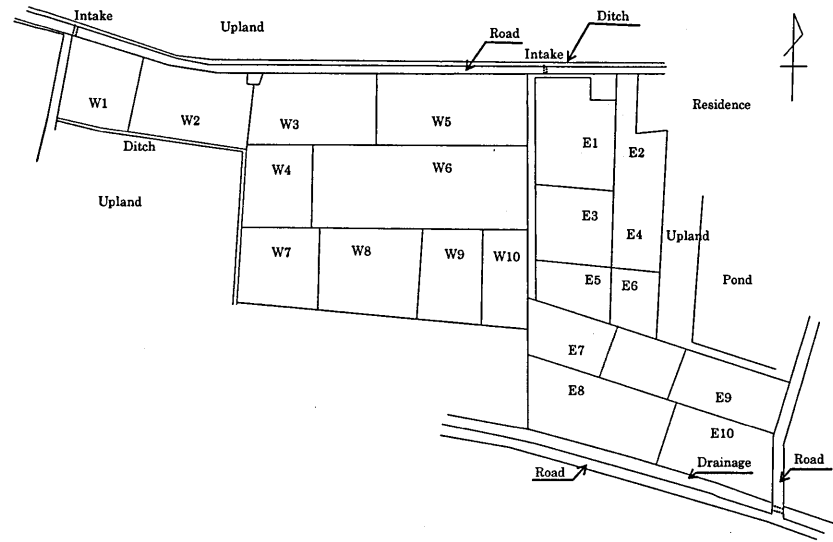 Intake
Upland
Ditch
Road
Intake
W1
W2
W3
W5
E1
E2
Residence
Ditch
W4
W6
Upland
E3
E4
Upland
W7
W8
W9
W10
E5
E6
Pond
E7
E8
E9
E10
Road
Drainage
Road